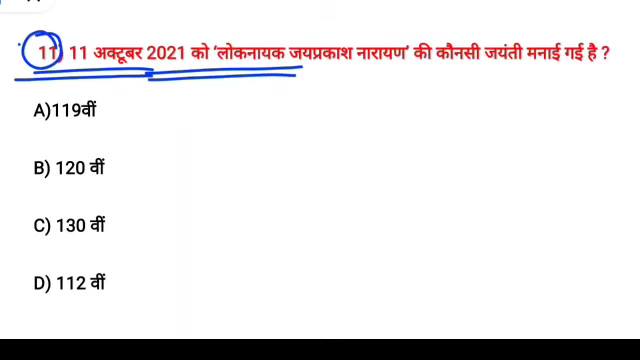 11) 11 अक्टूबर 2021 को ‘लोकनायक जयप्रकाश नारायण’ की कौनसी जयंती मनाई गई है ?
A)119वीं
B) 120 वीं
C) 130 वीं
D) 112 वीं